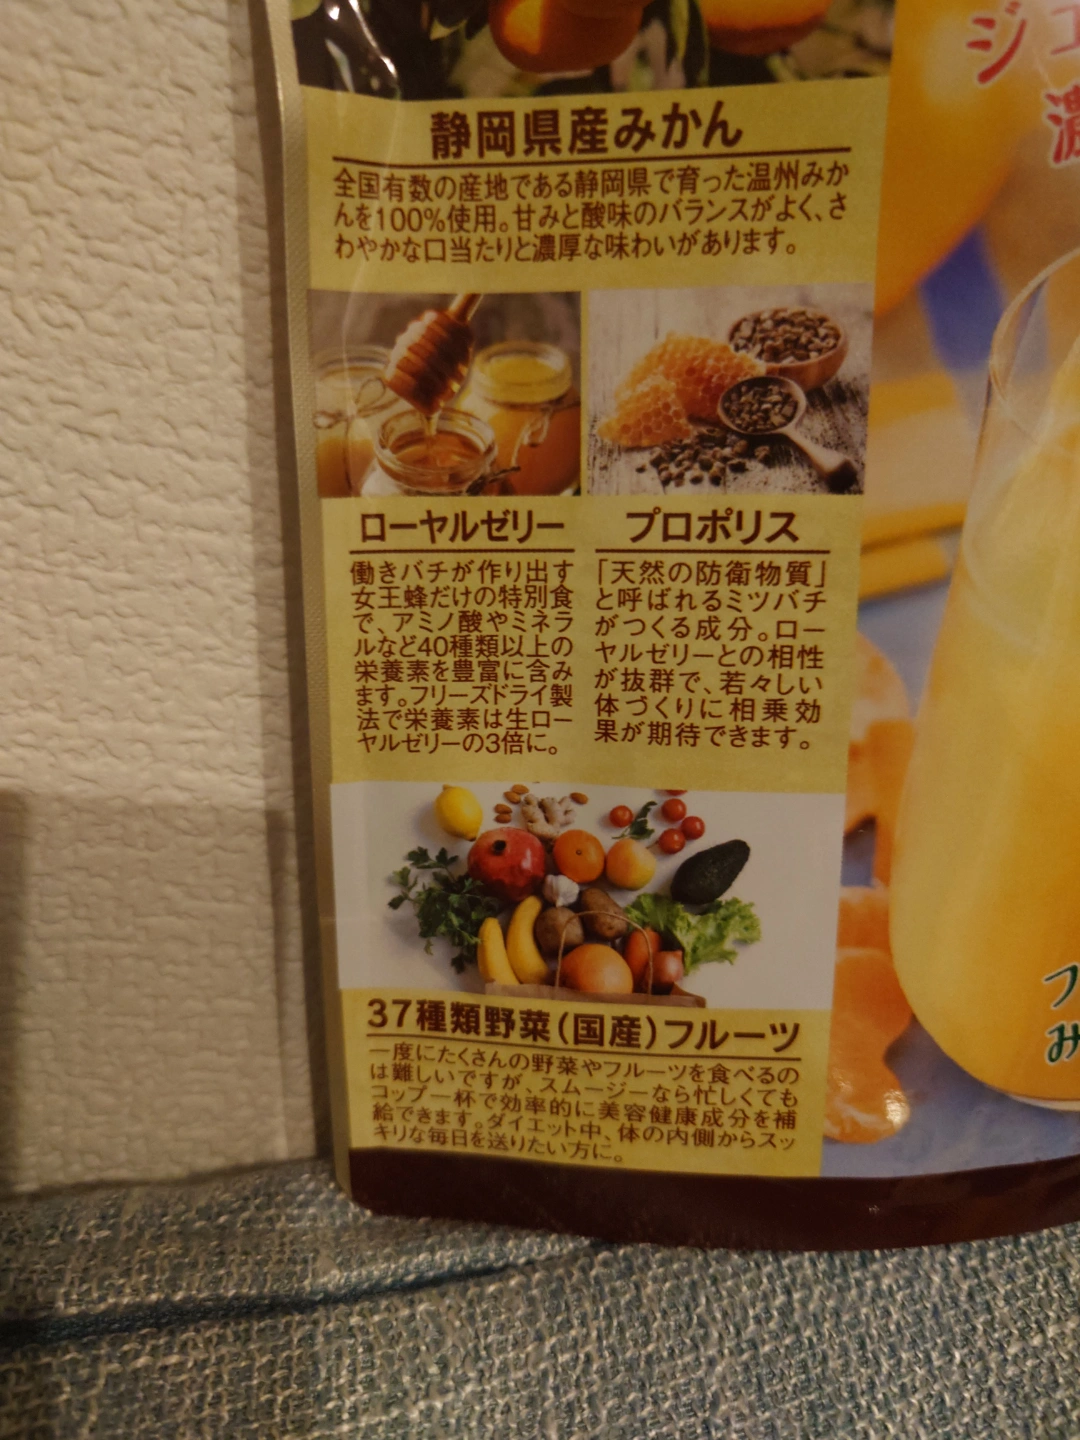 ジェ
濃
静岡県産みかん
全国有数の産地である静岡県で育った温州みか
んを100%使用。甘みと酸味のバランスがよく、さ
わやかな口当たりと濃厚な味わいがあります。
ローヤルゼリー
働きバチが作り出す
女王蜂だけの特別食
で、アミノ酸やミネラ
ルなど40種類以上の
栄養素を豊富に含み
ます。フリーズドライ製
法で栄養素は生ロー
ヤルゼリーの3倍に。
プロポリス
「天然の防衛物質」
と呼ばれるミツバチ
がつくる成分。ロー
ヤルゼリーとの相性
が抜群で、若々しい
体づくりに相乗効
果が期待できます。
37種類野菜(国産)フルーツ
一度にたくさんの野菜やフルーツを食べるの
は難しいですが、スムージーなら忙しくても
コップ一杯で効率的に美容健康成分を補
給できます。ダイエット中、体の内側からスッ
キリな毎日を送りたい方に。
フ
み